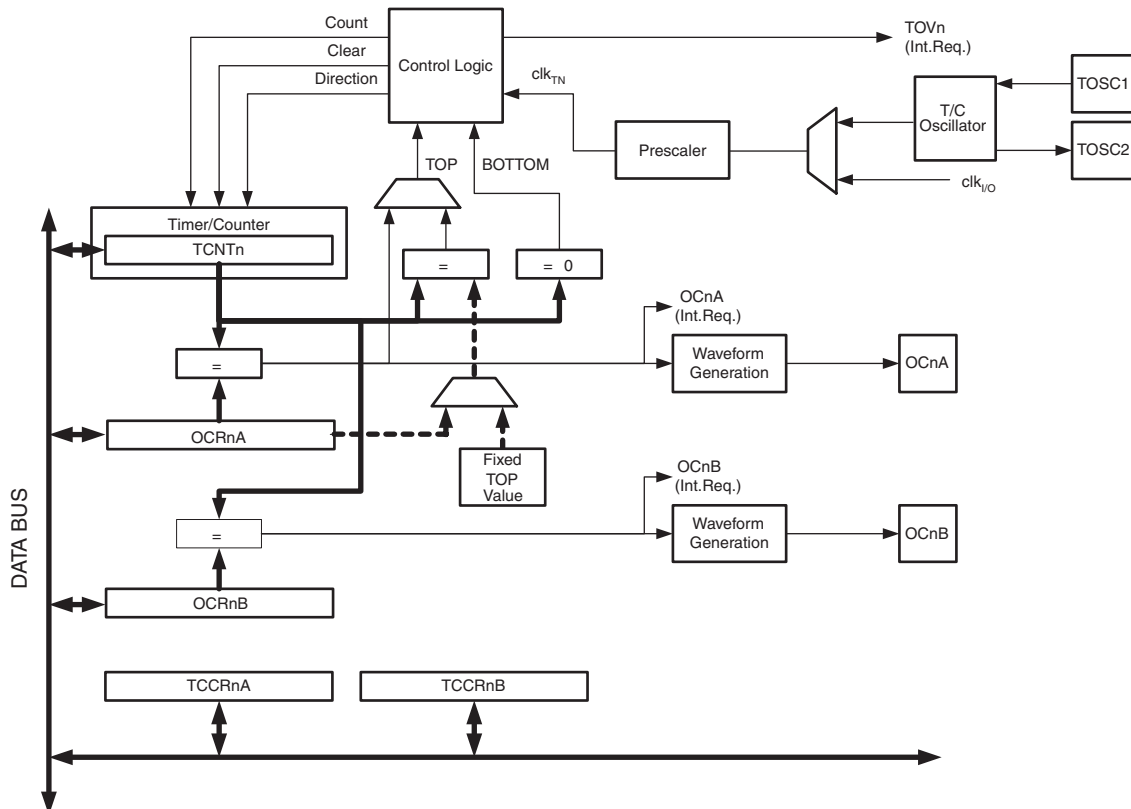 Count
Clear
Direction
Control Logic
TOVn
(Int.Req.)
clkTN
TOSC1
T/C
Oscillator
TOSC2
Prescaler
clkI/O
TOP
BOTTOM
Timer/Counter
TCNTn
=
= 0
OCnA
(Int.Req.)
=
Waveform
Generation
OCnA
OCRnA
Fixed
TOP
Value
OCnB
(Int.Req.)
=
Waveform
Generation
OCnB
DATA BUS
OCRnB
TCCRnA
TCCRnB